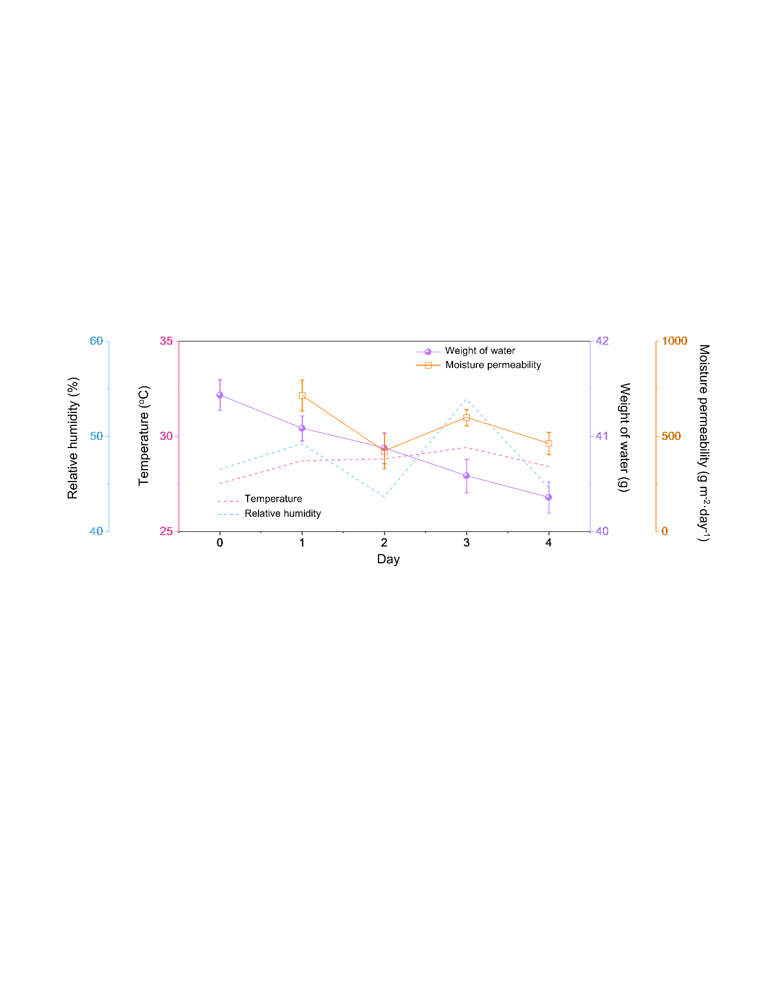 60
50
40
Relative humidity (%)
35
30
25
Temperature (oC)
Weight of water
Moisture permeability
Temperature
Relative humidity
0 1 2 3 4
Day
42
41
40
Weight of water (g)
1000
500
0
Moisture permeability (g m-2·day-1)